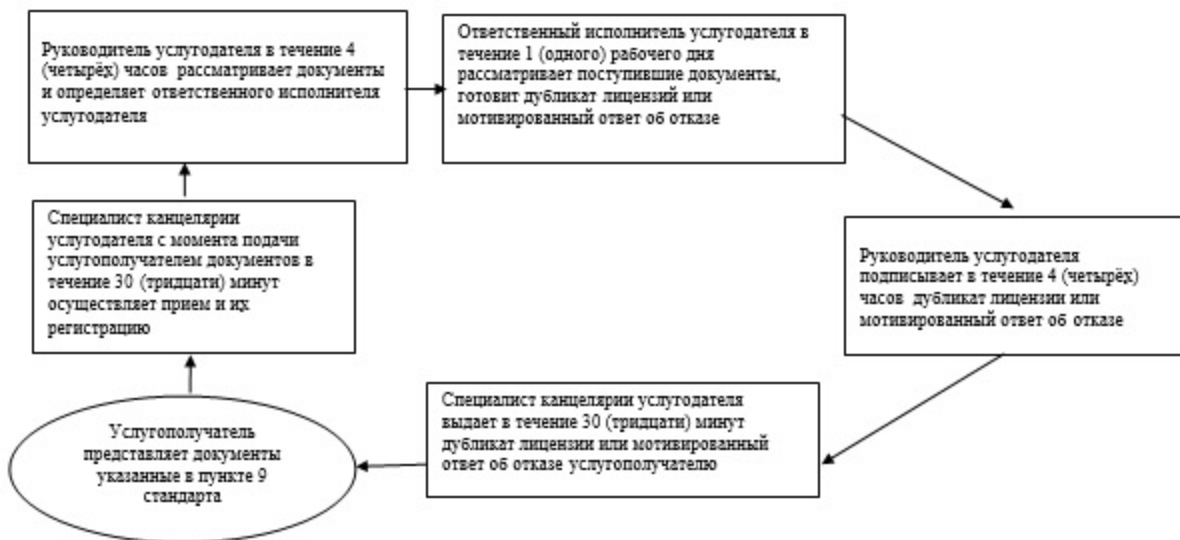 Руководитель услугодателя в течение 4
(четырёх) часов рассматривает документы
и определяет ответственного исполнителя
услугодателя
Ответственный исполнитель услугодателя в
течение 1 (одного) рабочего дня
рассматривает поступившие документы,
готовит дубликат лицензий или
мотивированный ответ об отказе
Специалист канцелярии
услугодателя с момента подачи
услугополучателем документов в
течение 30 (тридцати) минут
осуществляет прием и их
регистрацию
Руководитель услугодателя
подписывает в течение 4 (четырёх)
часов дубликат лицензии или
мотивированный ответ об отказе
Специалист канцелярии услугодателя
выдает в течение 30 (тридцати) минут
дубликат лицензии или мотивированный
ответ об отказе услугополучателю
Услугополучатель
представляет документы
указанные в пункте 9
стандарта